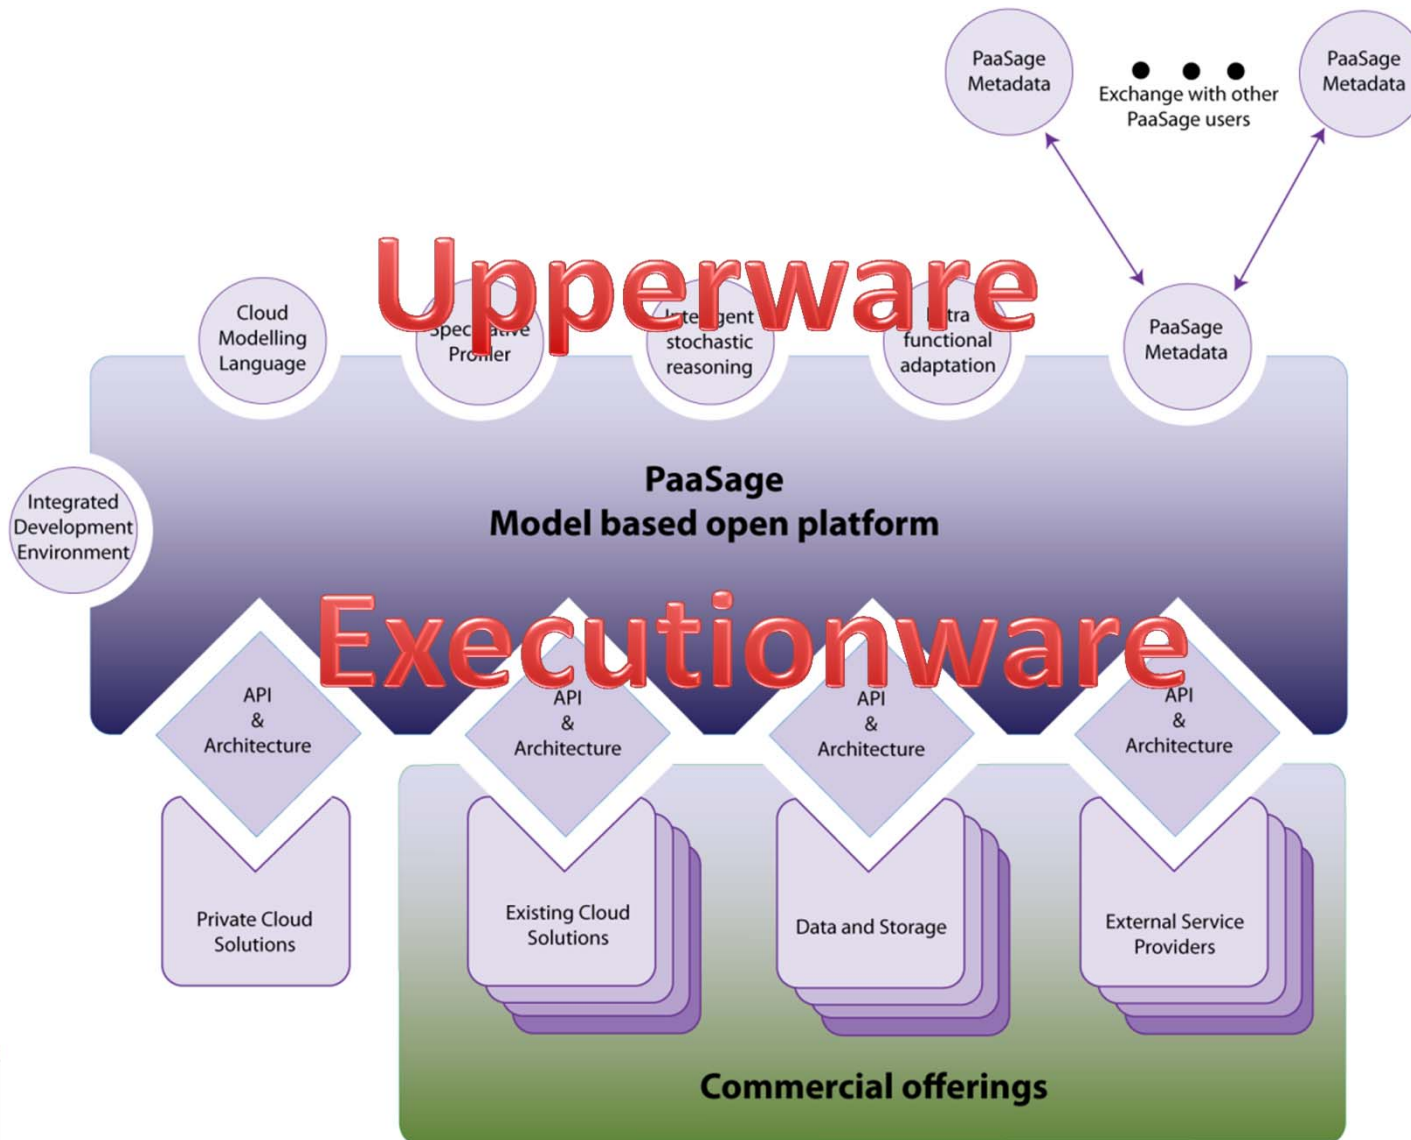 PaaSage
Metadata
Exchange with other
PaaSage users
PaaSage
Metadata
Upperware
Cloud
Modelling
Language
Profiler
stochastic
reasoning
functional
adaptation
PaaSage
Metadata
Integrated
Development
Environment
PaaSage
Model based open platform
Executionware
API
&
Architecture
API
&
Architecture
API
&
Architecture
API
&
Architecture
Private Cloud
Solutions
Existing Cloud
Solutions
Data and Storage
External Service
Providers
Commercial offerings